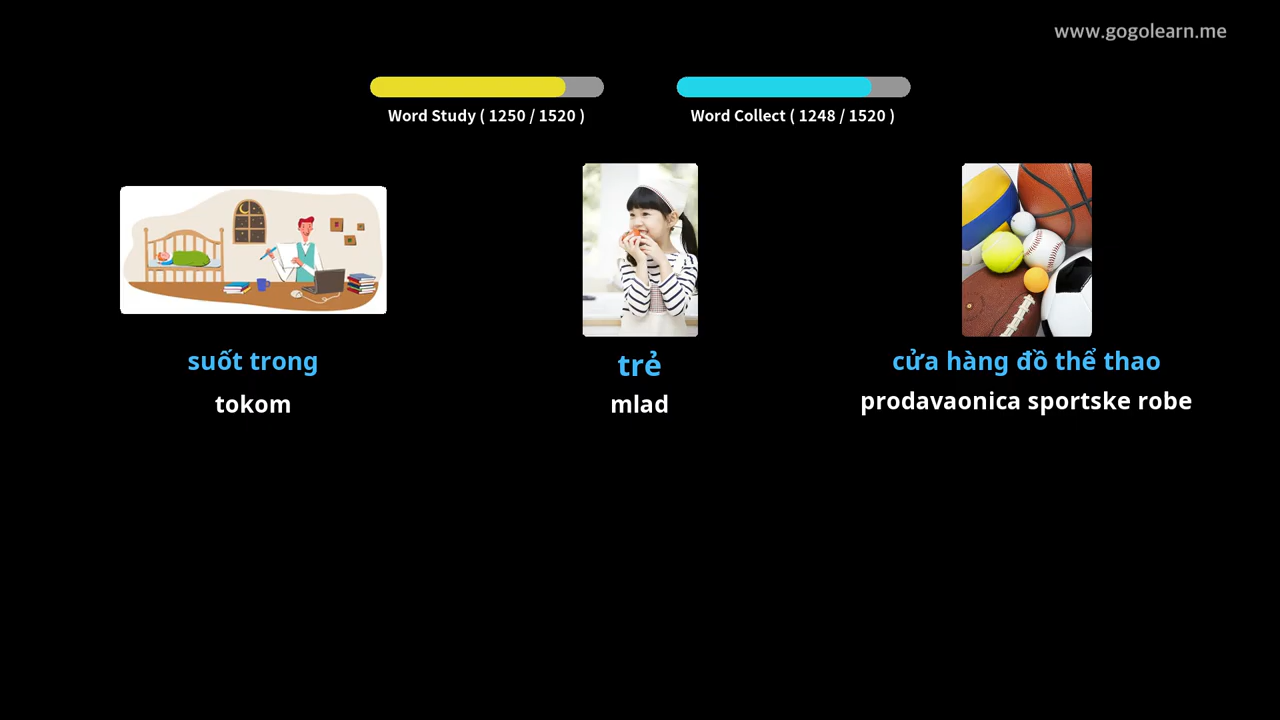 www.gogolearn.me
Word Study ( 1250 / 1520 )
Word Collect ( 1248 / 1520 )
suốt trong
trẻ
cửa hàng đồ thể thao
tokom
mlad
prodavaonica sportske robe